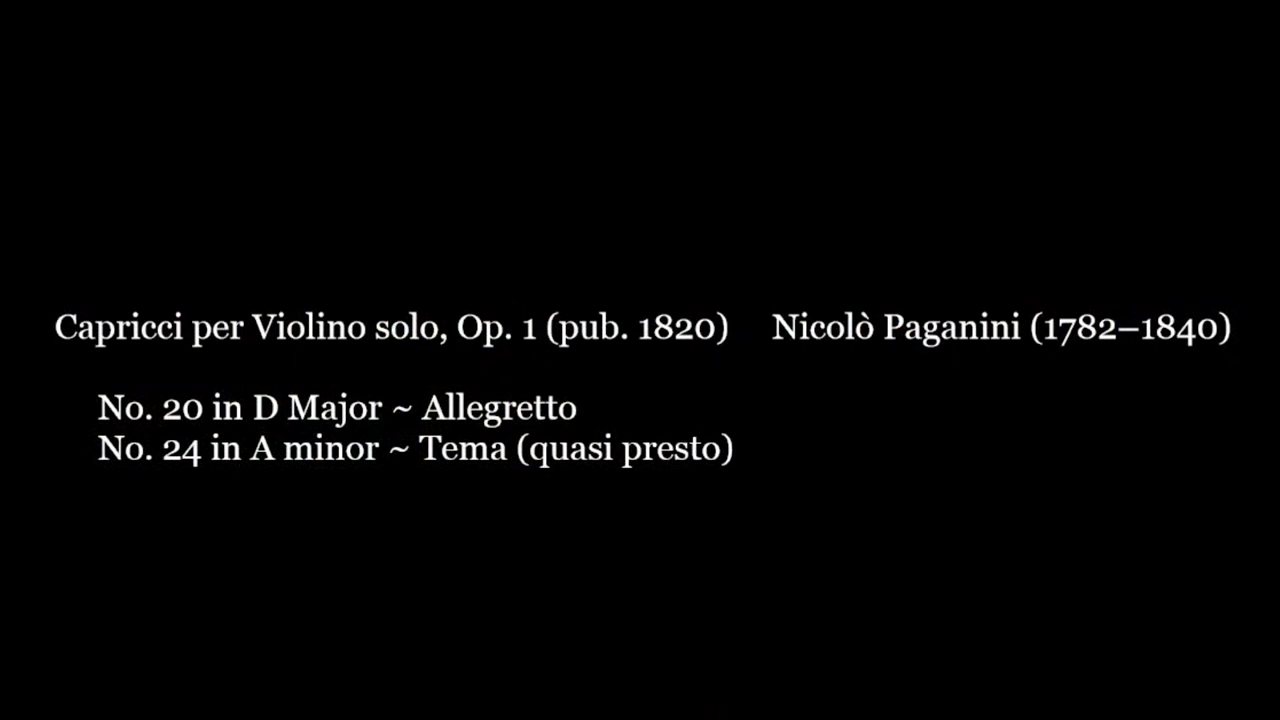 Capricci per Violino solo, Op. 1 (pub. 1820) Nicolò Paganini (1782–1840)
No. 20 in D Major ~ Allegretto
No. 24 in A minor ~ Tema (quasi presto)